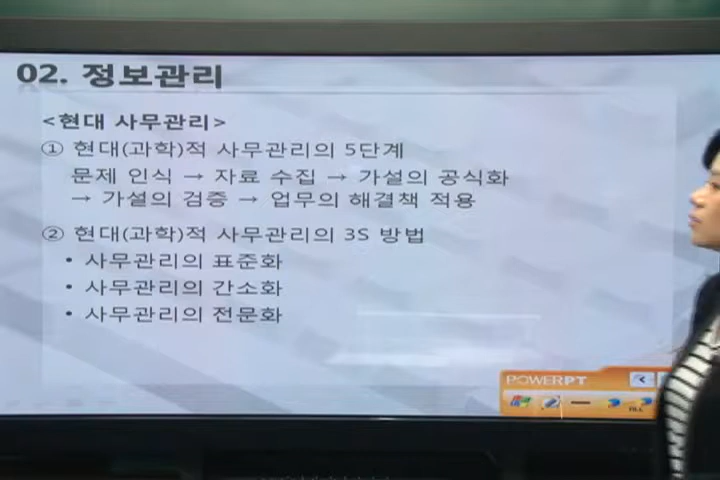 02. 정보관리
<현대 사무관리>
① 현대(과학)적 사무관리의 5단계
문제 인식 → 자료 수집 → 가설의 공식화
→ 가설의 검증 → 업무의 해결책 적용
② 현대(과학)적 사무관리의 3S 방법
• 사무관리의 표준화
• 사무관리의 간소화
• 사무관리의 전문화
POWERPT